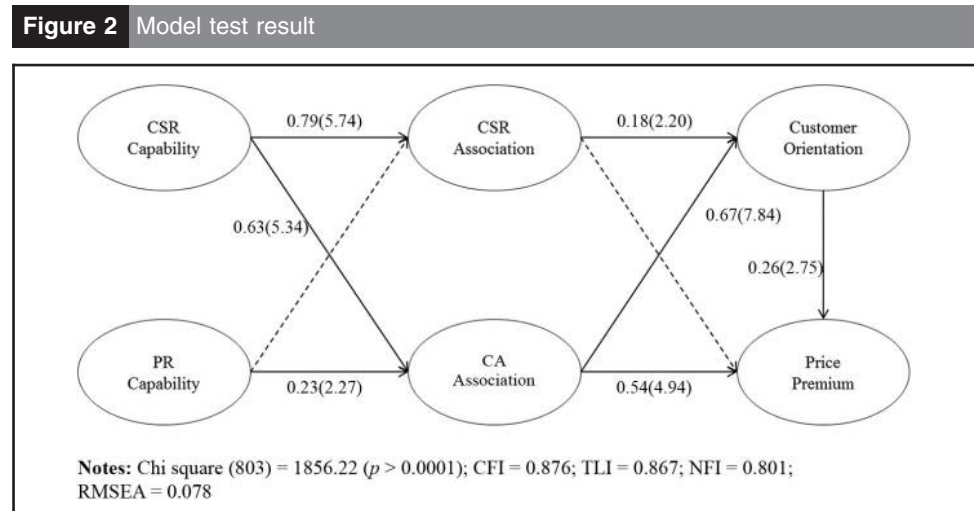 Figure 2 Model test result
CSR
Capability
0.79(5.74)
CSR
Association
0.18(2.20)
Customer
Orientation
0.63(5.34)
0.67(7.84)
0.26(2.75)
PR
Capability
0.23(2.27)
CA
Association
0.54(4.94)
Price
Premium
Notes: Chi square (803) = 1856.22 (p > 0.0001); CFI = 0.876; TLI = 0.867; NFI = 0.801;
RMSEA = 0.078